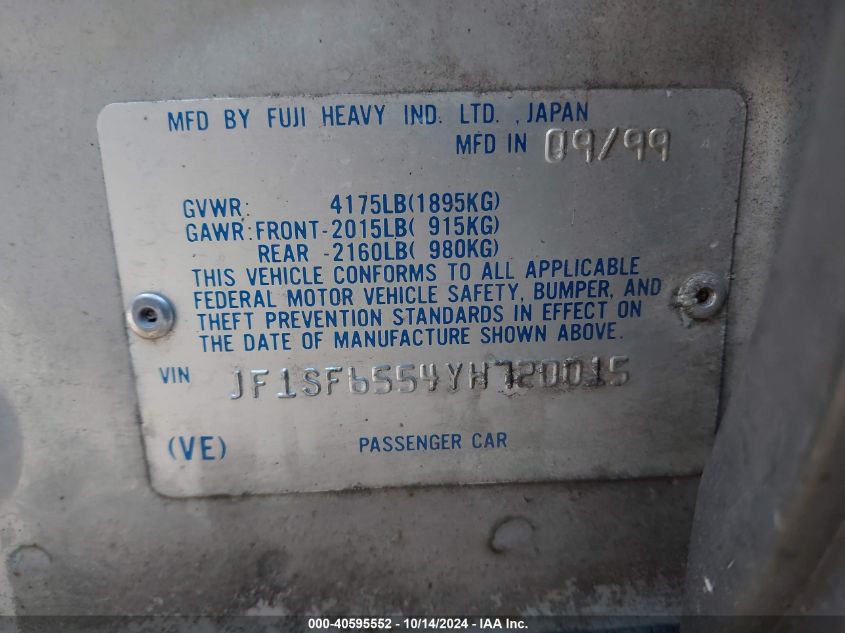 MFD BY FUJI HEAVY IND. LTD. , JAPAN
MFD IN 09/99
GVWR: 4175LB(1895KG)
GAWR:FRONT-2015LB( 915KG)
REAR -2160LB( 980KG)
THIS VEHICLE CONFORMS TO ALL APPLICABLE
FEDERAL MOTOR VEHICLE SAFETY, BUMPER, AND
THEFT PREVENTION STANDARDS IN EFFECT ON
THE DATE OF MANUFACTURE SHOWN ABOVE.
VIN JF1SF6554YH720015
(VE) PASSENGER CAR
000-40595552 - 10/14/2024 - IAA Inc.